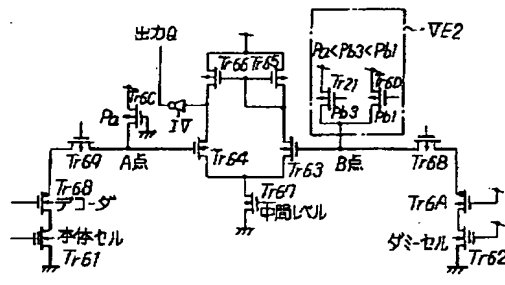 出力Q
VE2
Pa<Pb3<Pb1
Tr66
Tr65
Tr21
Tr60
Tr6C
Pa
IV
Pb3
Pb1
Tr69
A点
Tr64
Tr63
B点
Tr6B
Tr68
デコーダ
Tr67
中間レベル
Tr6A
本体セル
ダミーセル
Tr61
Tr62